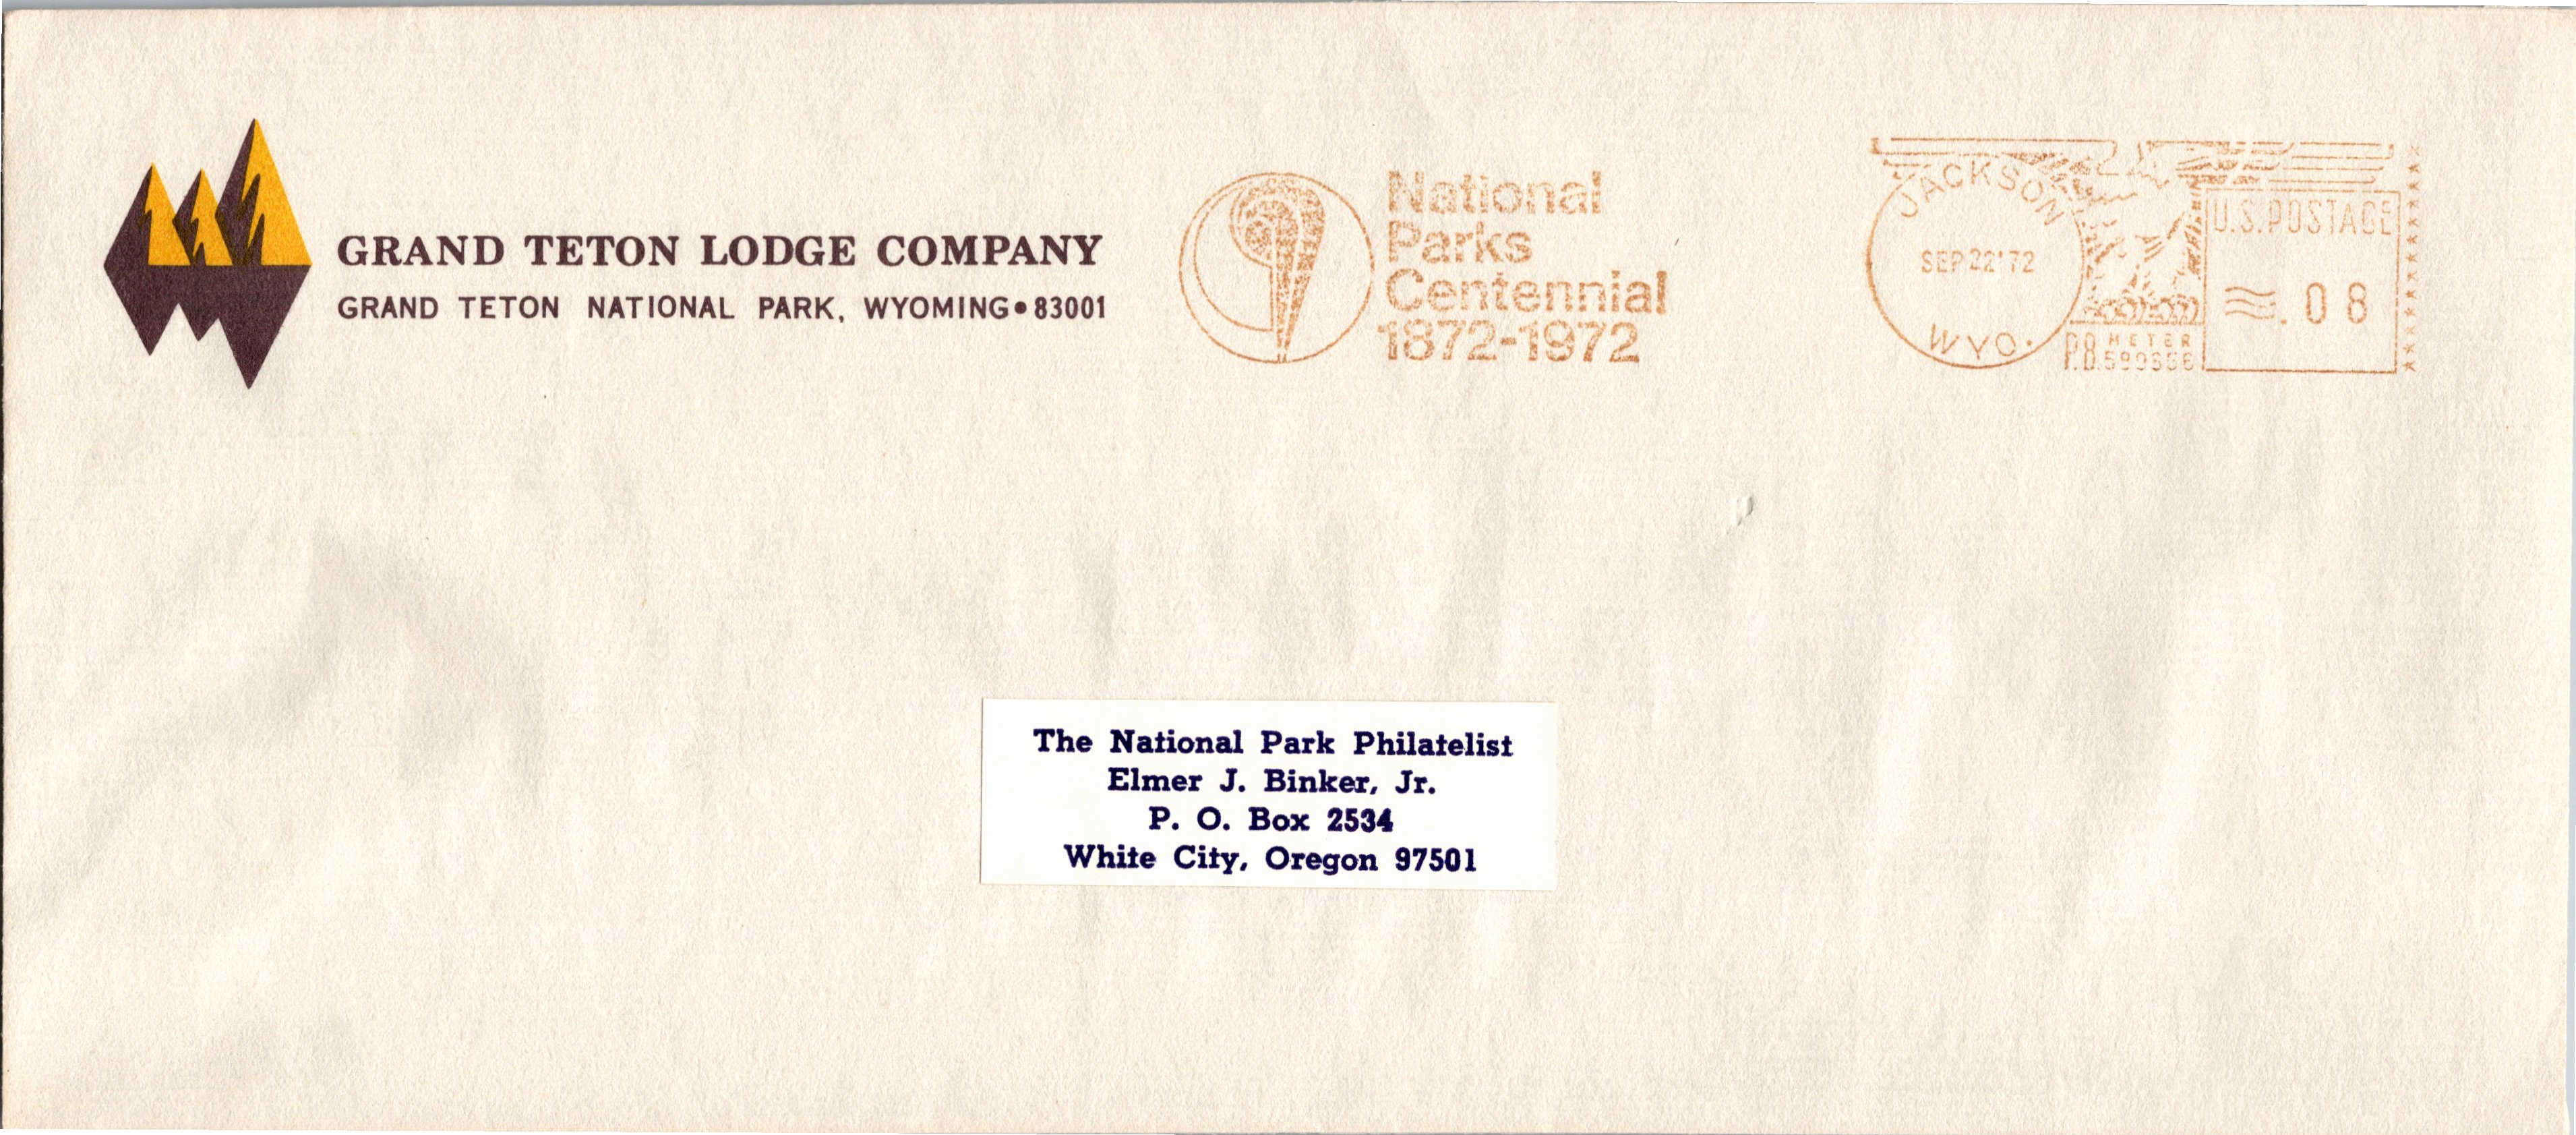 GRAND TETON LODGE COMPANY
GRAND TETON NATIONAL PARK, WYOMING•83001
National
Parks
Centennial
1872-1972
JACKSON
SEP 22'72
WYO.
P.B. METER
U.S. POSTAGE
.08
The National Park Philatelist
Elmer J. Binker, Jr.
P. O. Box 2534
White City, Oregon 97501